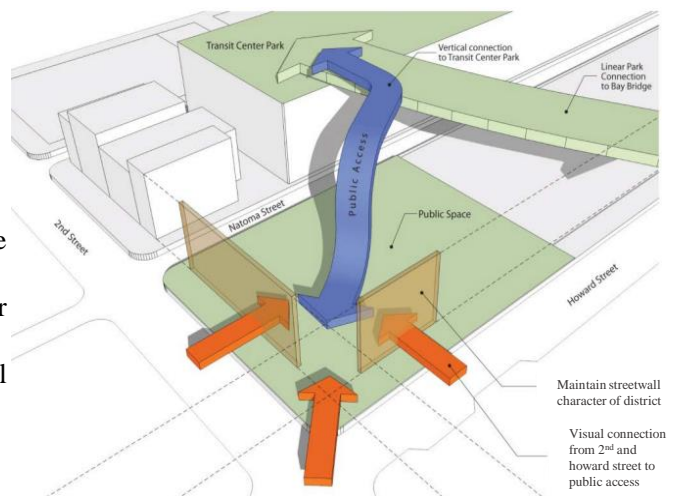 Transit Center Park
Vertical connection
to Transit Center Park
Linear Park
Connection
to Bay Bridge
Public Access
Natoma Street
Public Space
2nd Street
Howard Street
e
r
l
Maintain streetwall
character of district
Visual connection
from 2nd and
howard street to
public access